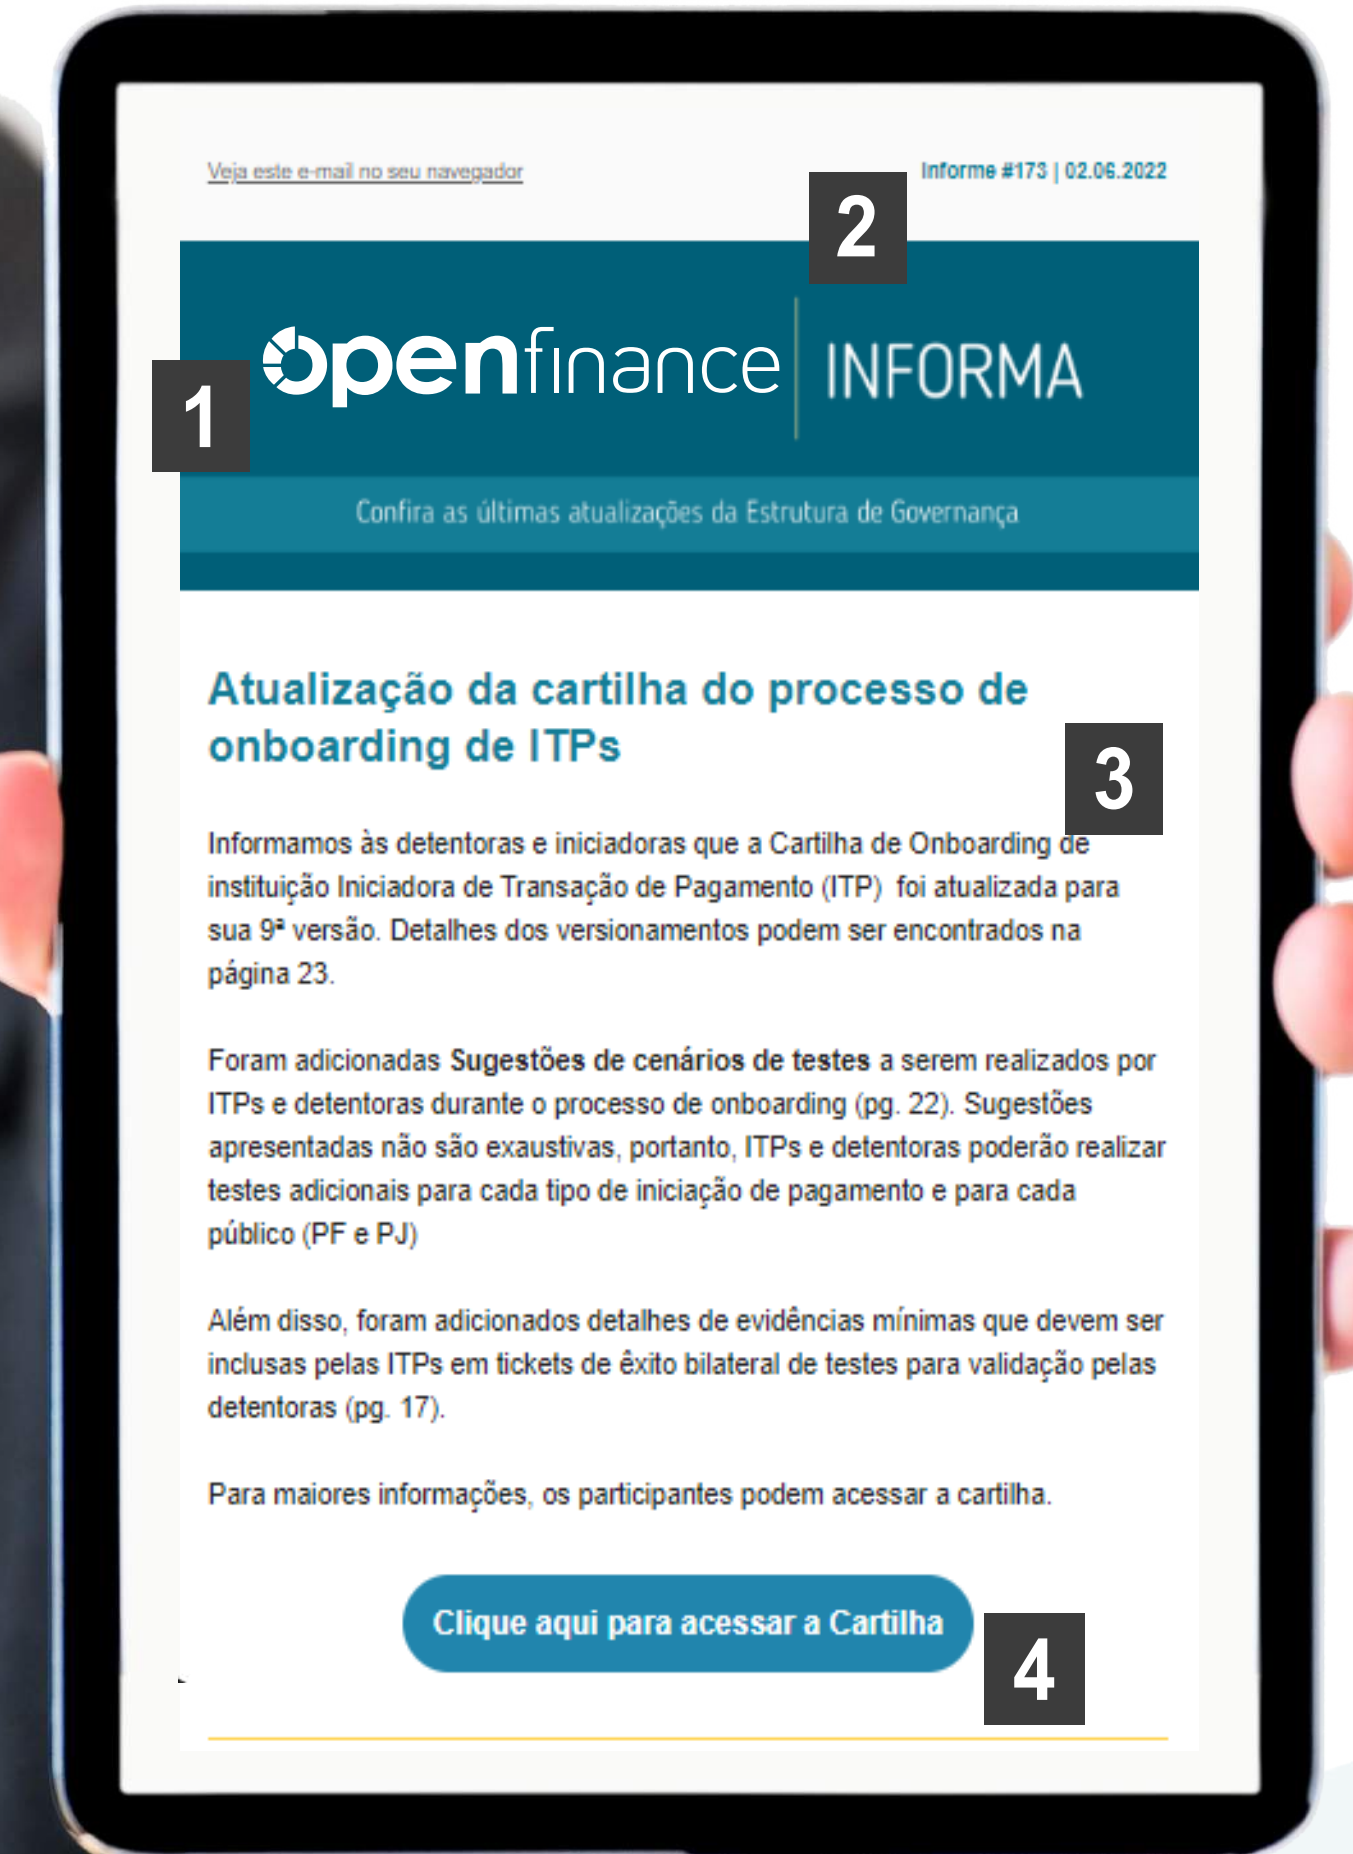 Veja este e-mail no seu navegador
Informe #173 | 02.06.2022
2
openfinance | INFORMA
1
Confira as últimas atualizações da Estrutura de Governança
Atualização da cartilha do processo de
onboarding de ITPs
3
Informamos às detentoras e iniciadoras que a Cartilha de Onboarding de
instituição Iniciadora de Transação de Pagamento (ITP) foi atualizada para
sua 9ª versão. Detalhes dos versionamentos podem ser encontrados na
página 23.
Foram adicionadas Sugestões de cenários de testes a serem realizados por
ITPs e detentoras durante o processo de onboarding (pg. 22). Sugestões
apresentadas não são exaustivas, portanto, ITPs e detentoras poderão realizar
testes adicionais para cada tipo de iniciação de pagamento e para cada
público (PF e PJ)
Além disso, foram adicionados detalhes de evidências mínimas que devem ser
inclusas pelas ITPs em tickets de êxito bilateral de testes para validação pelas
detentoras (pg. 17).
Para maiores informações, os participantes podem acessar a cartilha.
Clique aqui para acessar a Cartilha
4